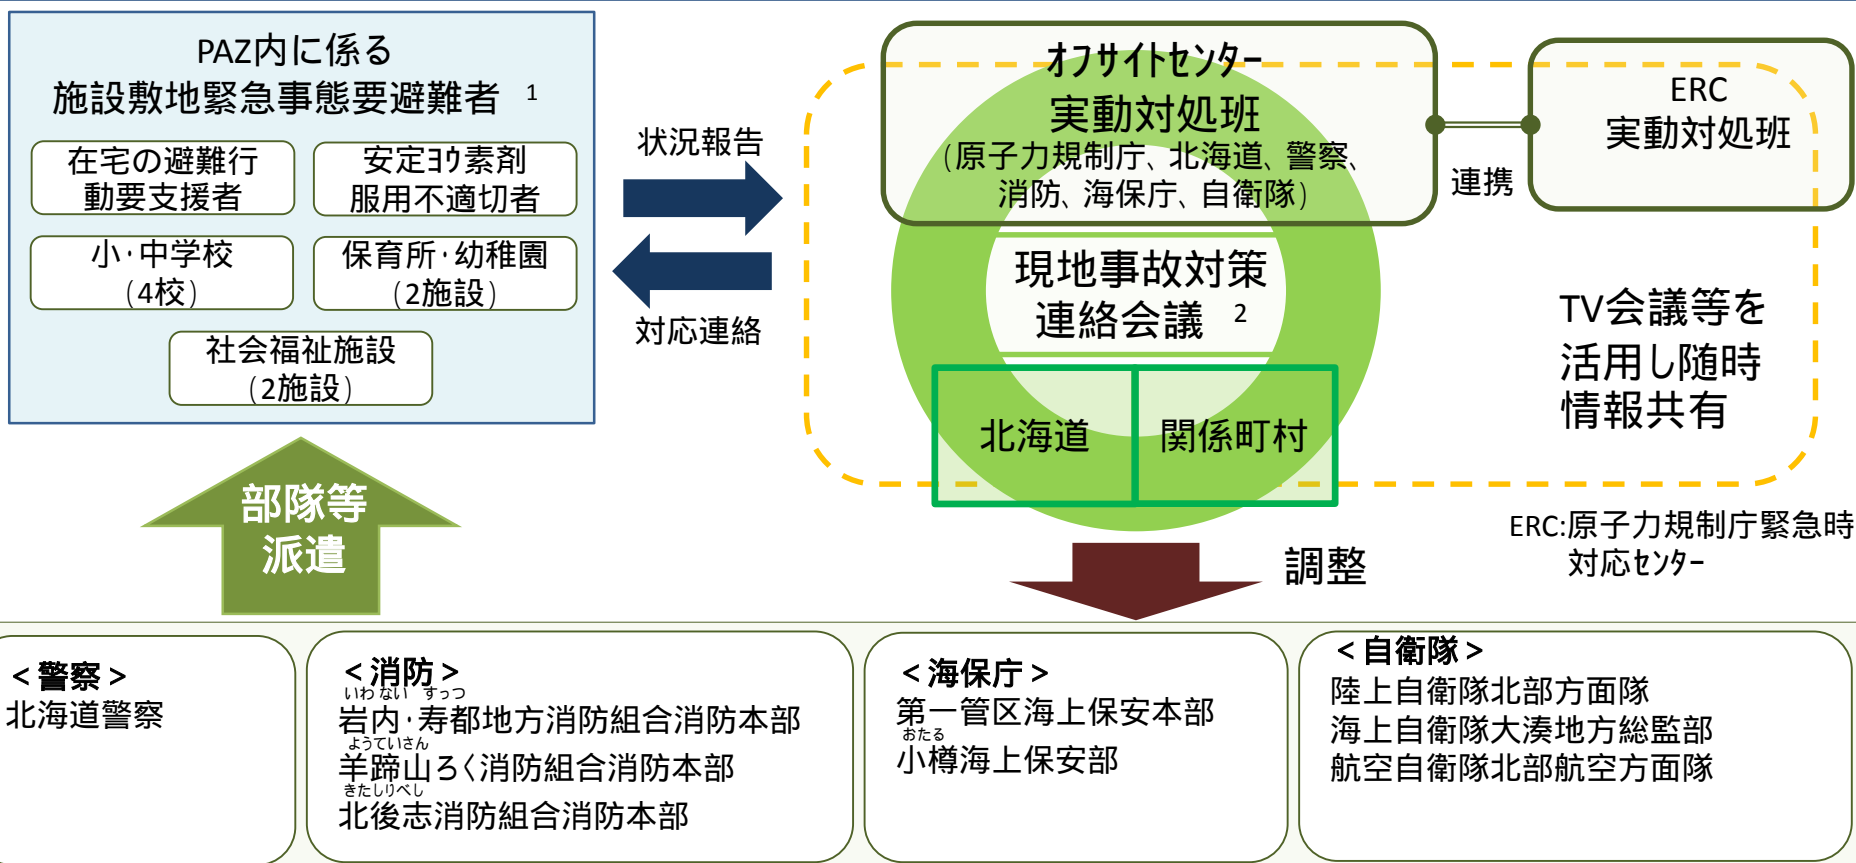 PAZ内に係る
施設敷地緊急事態要避難者 1
在宅の避難行
動要支援者
安定ﾖｳ素剤
服用不適切者
小・中学校
(4校)
保育所・幼稚園
(2施設)
社会福祉施設
(2施設)
状況報告
対応連絡
オフサイトセンター
実動対処班
(原子力規制庁、北海道、警察、
消防、海保庁、自衛隊)
現地事故対策
連絡会議 2
北海道
関係町村
連携
ERC
実動対処班
TV会議等を
活用し随時
情報共有
ERC:原子力規制庁緊急時
対応ｾﾝﾀｰ
部隊等
派遣
調整
<警察>
北海道警察
<消防>
いわ ない すっつ
岩内・寿都地方消防組合消防本部
ようていさん
羊蹄山ろく消防組合消防本部
きたしりべし
北後志消防組合消防本部
<海保庁>
第一管区海上保安本部
おたる
小樽海上保安部
<自衛隊>
陸上自衛隊北部方面隊
海上自衛隊大湊地方総監部
航空自衛隊北部航空方面隊